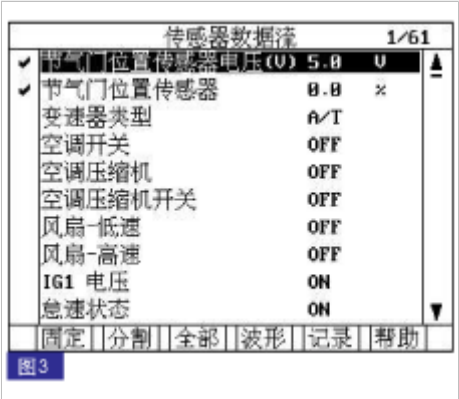 传感器数据流 1/61
✔ 节气门位置传感器电压(V) 5.0 V
✔ 节气门位置传感器 0.0 %
变速器类型 A/T
空调开关 OFF
空调压缩机 OFF
空调压缩机开关 OFF
风扇-低速 OFF
风扇-高速 OFF
IG1 电压 ON
怠速状态 ON
固定 分割 全部 波形 记录 帮助
图3